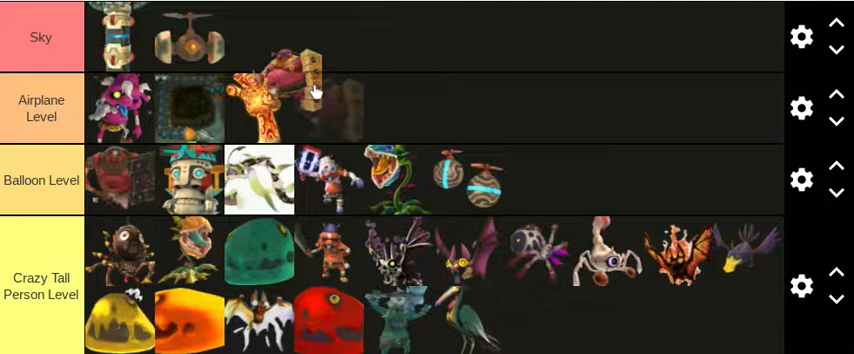 Sky
Airplane
Level
Balloon Level
Crazy Tall
Person Level